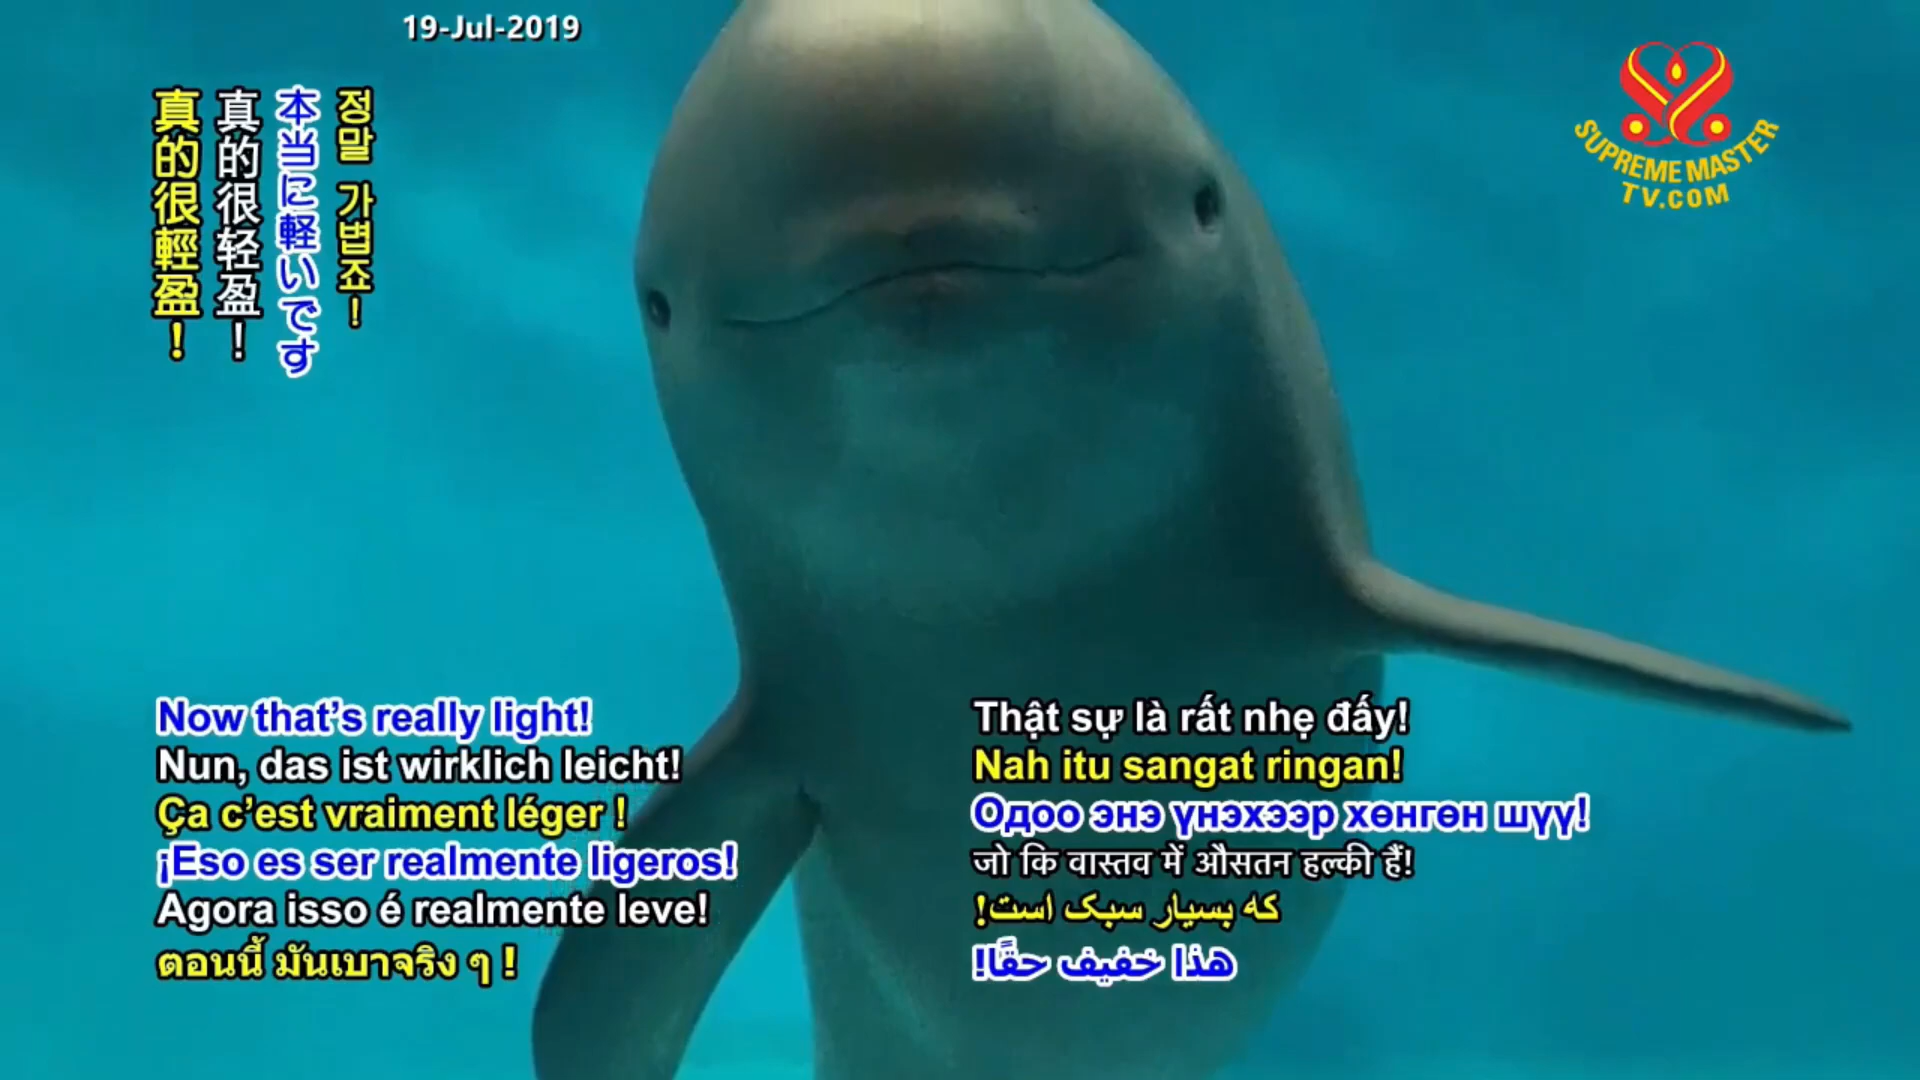 19-Jul-2019
SUPREME MASTER
TV.COM
真的很輕盈！
真的很轻盈！
本当に軽いです
정말 가볍죠！
Now that’s really light!
Nun, das ist wirklich leicht!
Ça c’est vraiment léger !
¡Eso es ser realmente ligeros!
Agora isso é realmente leve!
ตอนนี้ มันเบาจริง ๆ !
Thật sự là rất nhẹ đấy!
Nah itu sangat ringan!
Одоо энэ үнэхээр хөнгөн шүү!
जो कि वास्तव में औसतन हल्की हैं!
که بسیار سبک است!
هذا خفيف حقًا!